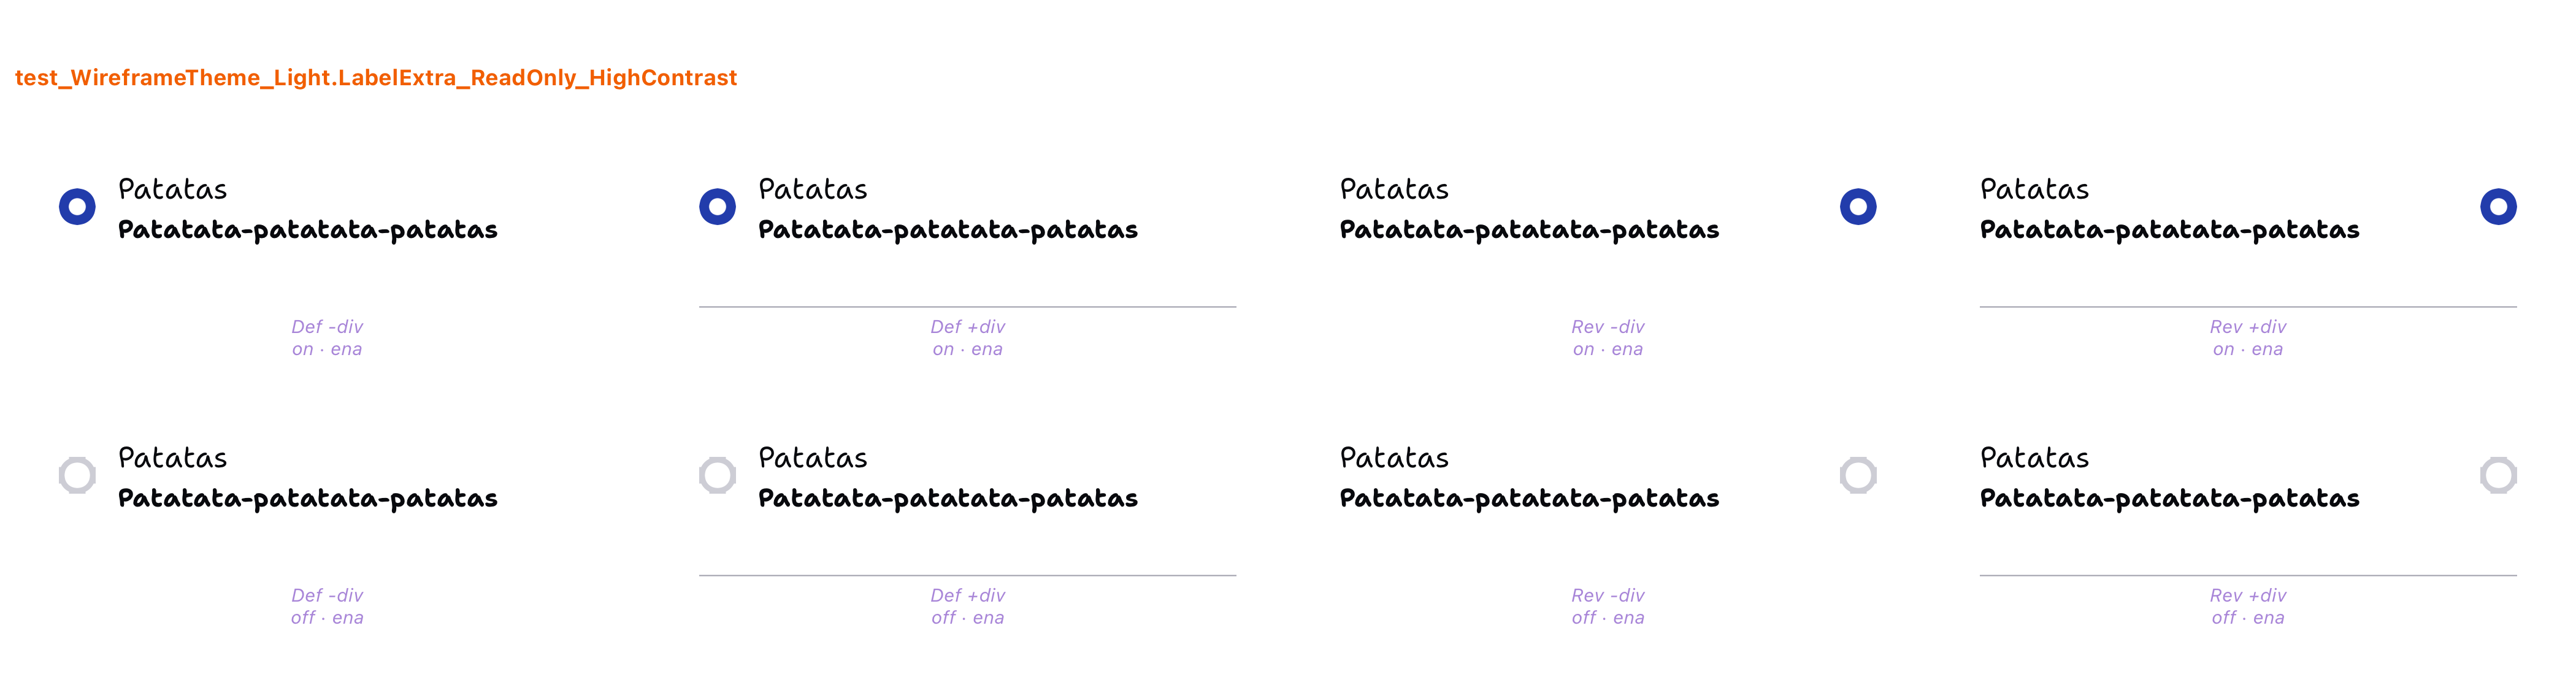 test_WireframeTheme_Light.LabelExtra_ReadOnly_HighContrast
Patatas
Patatata-patatata-patatas
Def -div
on · ena
Patatas
Patatata-patatata-patatas
Def +div
on · ena
Patatas
Patatata-patatata-patatas
Rev -div
on · ena
Patatas
Patatata-patatata-patatas
Rev +div
on · ena
Patatas
Patatata-patatata-patatas
Def -div
off · ena
Patatas
Patatata-patatata-patatas
Def +div
off · ena
Patatas
Patatata-patatata-patatas
Rev -div
off · ena
Patatas
Patatata-patatata-patatas
Rev +div
off · ena